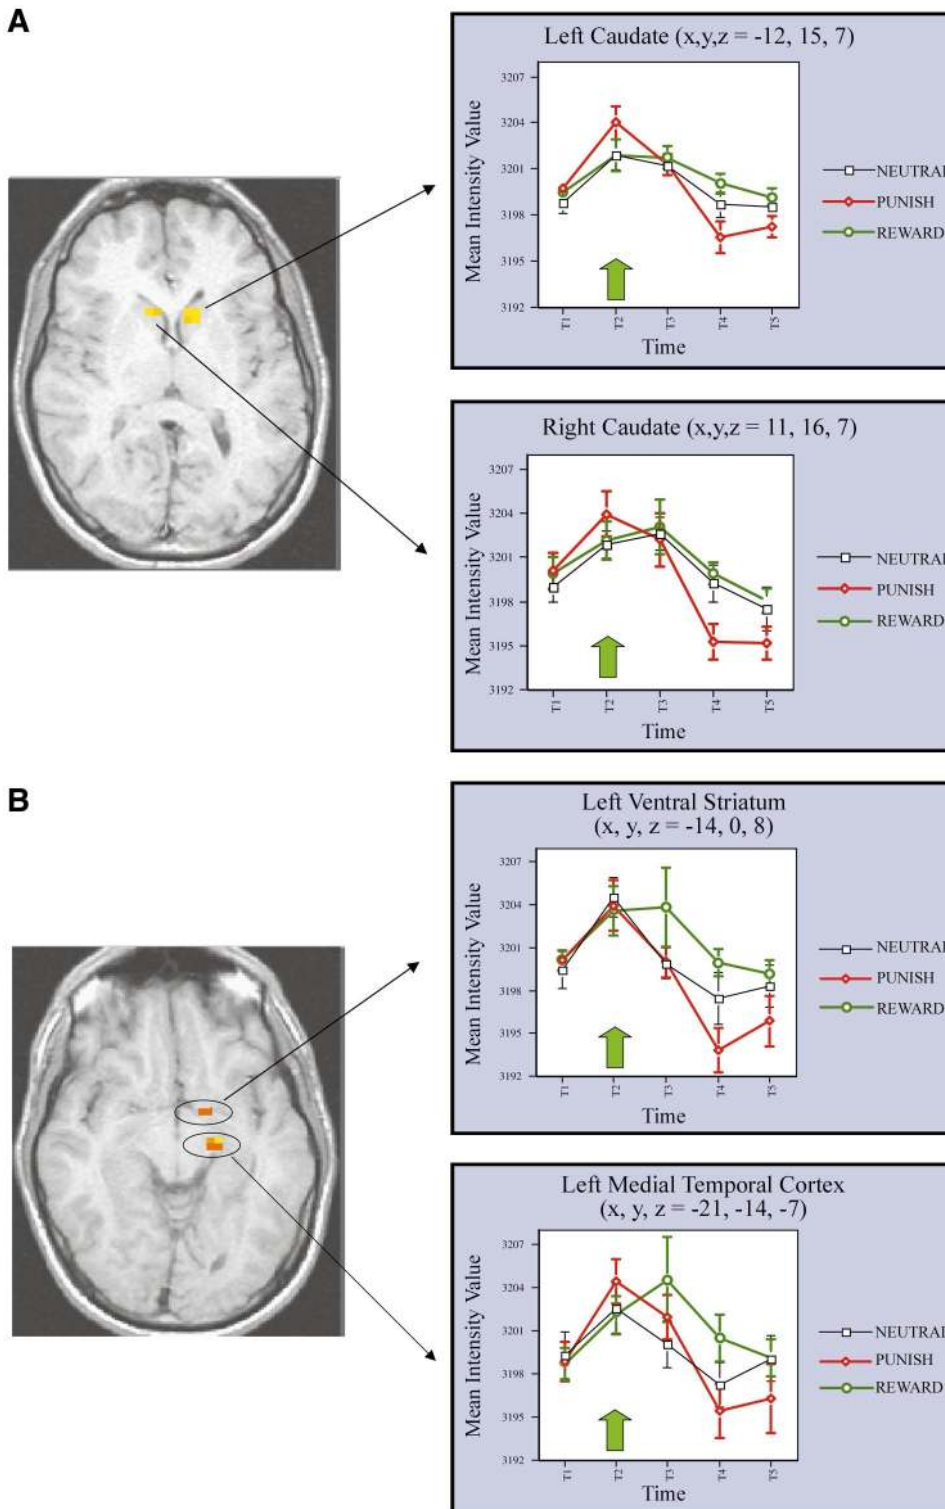 A
Left Caudate (x,y,z = -12, 15, 7)
Mean Intensity Value
3207
3204
3201
3198
3195
3192
T1
T2
T3
T4
T5
Time
NEUTRAL
PUNISH
REWARD
Right Caudate (x,y,z = 11, 16, 7)
Mean Intensity Value
3207
3204
3201
3198
3195
3192
T1
T2
T3
T4
T5
Time
NEUTRAL
PUNISH
REWARD
B
Left Ventral Striatum
(x, y, z = -14, 0, 8)
Mean Intensity Value
3207
3204
3201
3198
3195
3192
T1
T2
T3
T4
T5
Time
NEUTRAL
PUNISH
REWARD
Left Medial Temporal Cortex
(x, y, z = -21, -14, -7)
Mean Intensity Value
3207
3204
3201
3198
3195
3192
T1
T2
T3
T4
T5
Time
NEUTRAL
PUNISH
REWARD